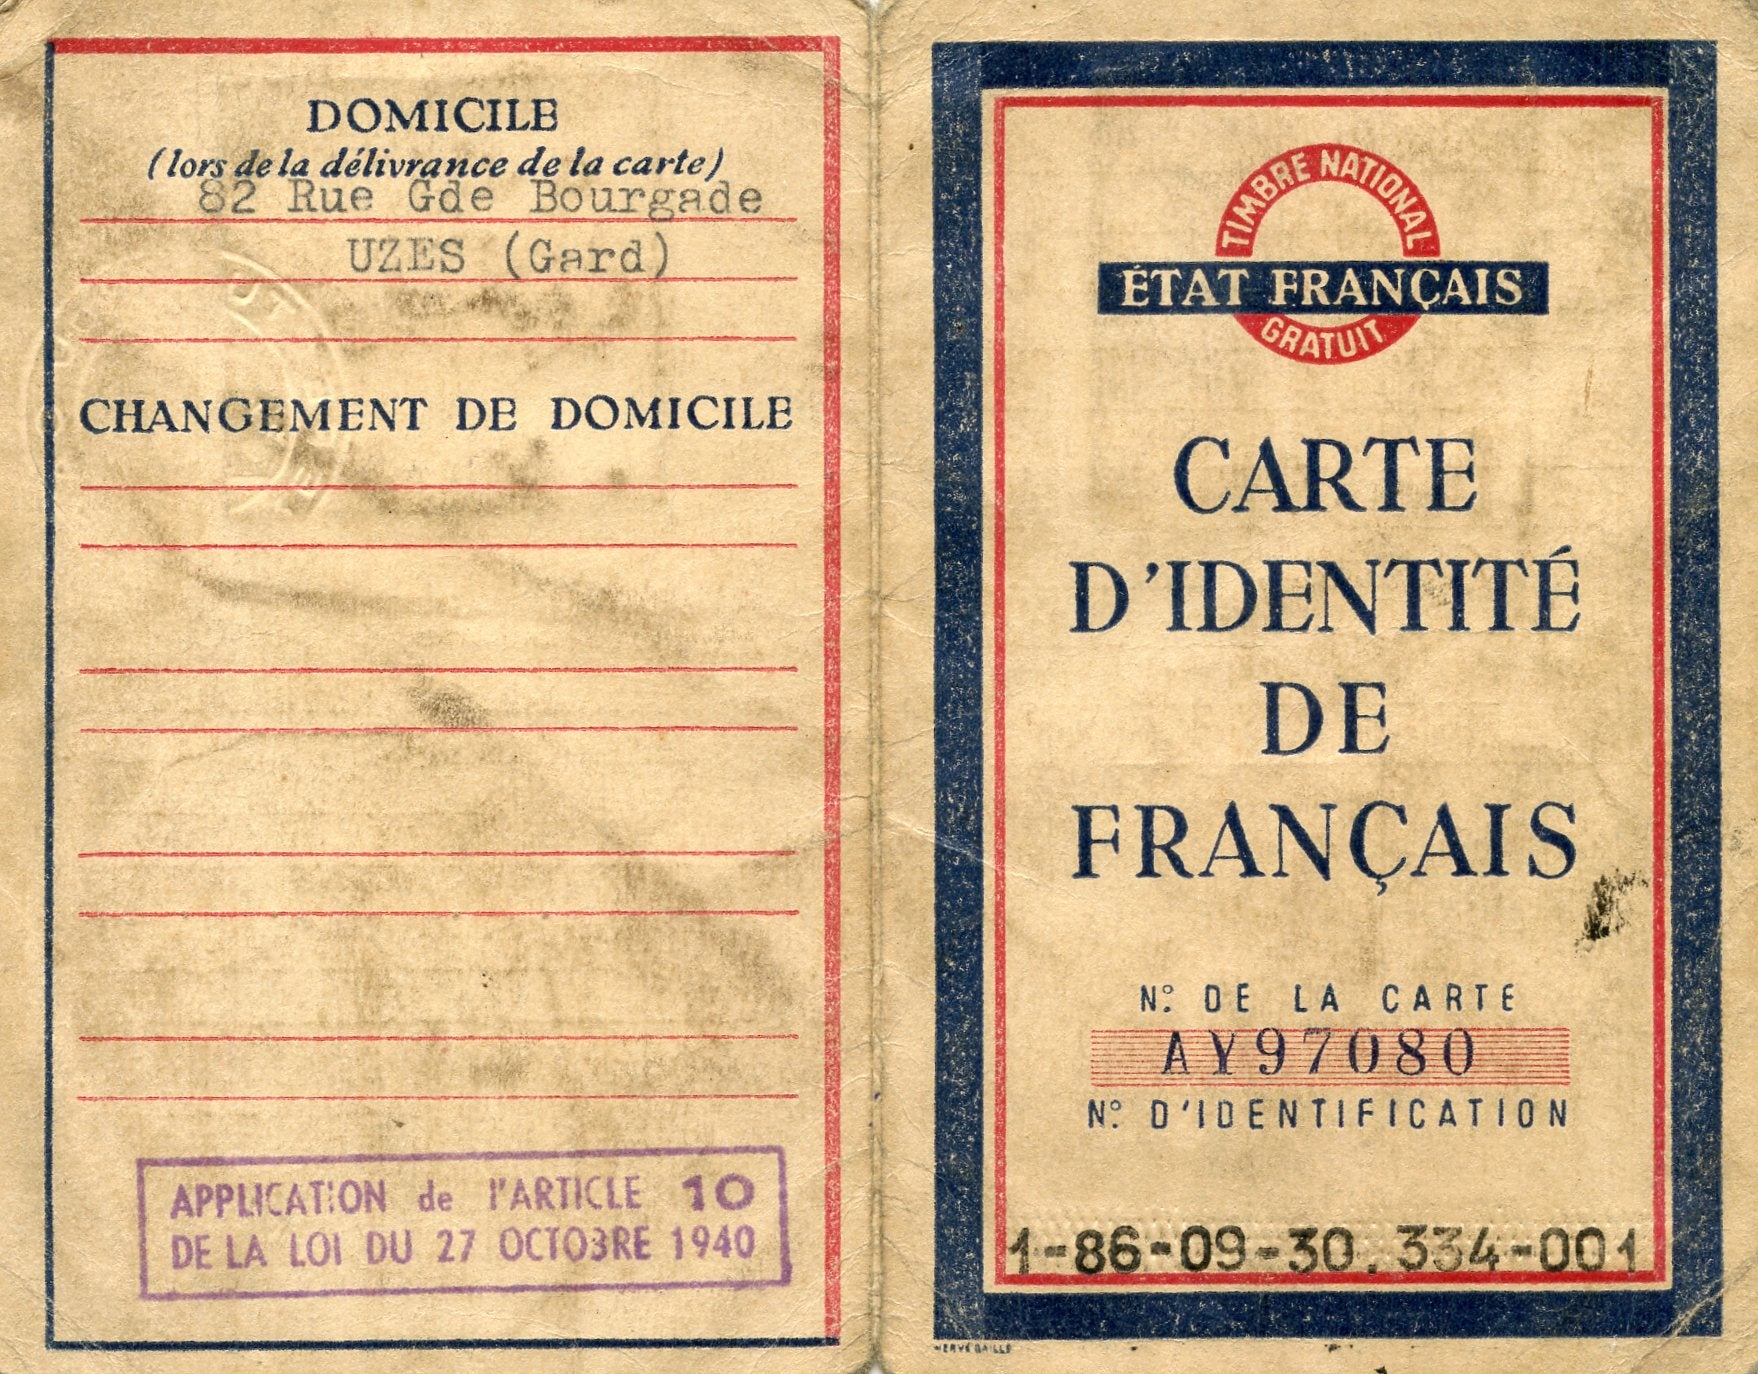 DOMICILE
(lors de la délivrance de la carte)
82 Rue Gde Bourgade
UZES (Gard)
CHANGEMENT DE DOMICILE
APPLICATION de l'ARTICLE 10
DE LA LOI DU 27 OCTOBRE 1940
TIMBRE NATIONAL
ÉTAT FRANÇAIS
GRATUIT
CARTE
D'IDENTITÉ
DE
FRANÇAIS
N° DE LA CARTE
AY97080
N° D'IDENTIFICATION
1-86-09-30.334-001